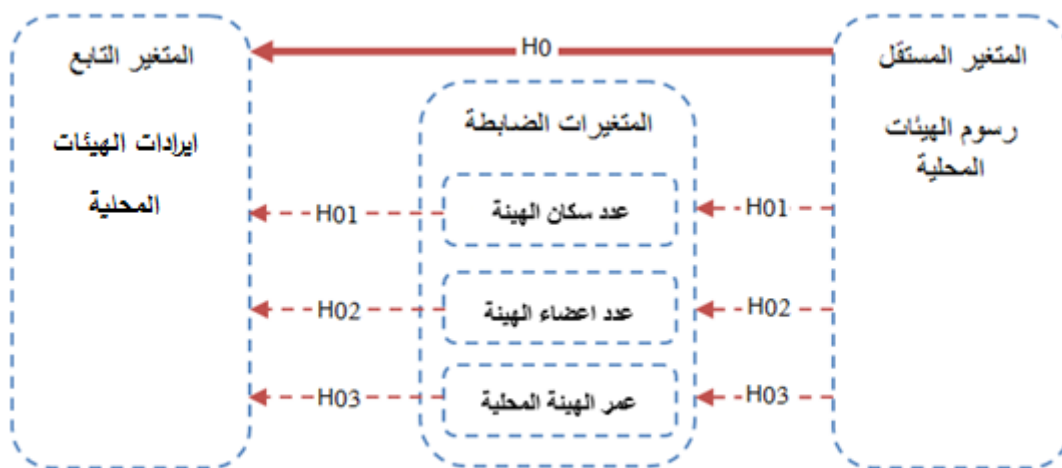 المتغير المستقل
رسوم الهيئات
المحلية
H0
المتغيرات الضابطة
H01
عدد سكان الهيئة
H01
H02
عدد اعضاء الهيئة
H02
H03
عمر الهيئة المحلية
H03
المتغير التابع
ايرادات الهيئات
المحلية